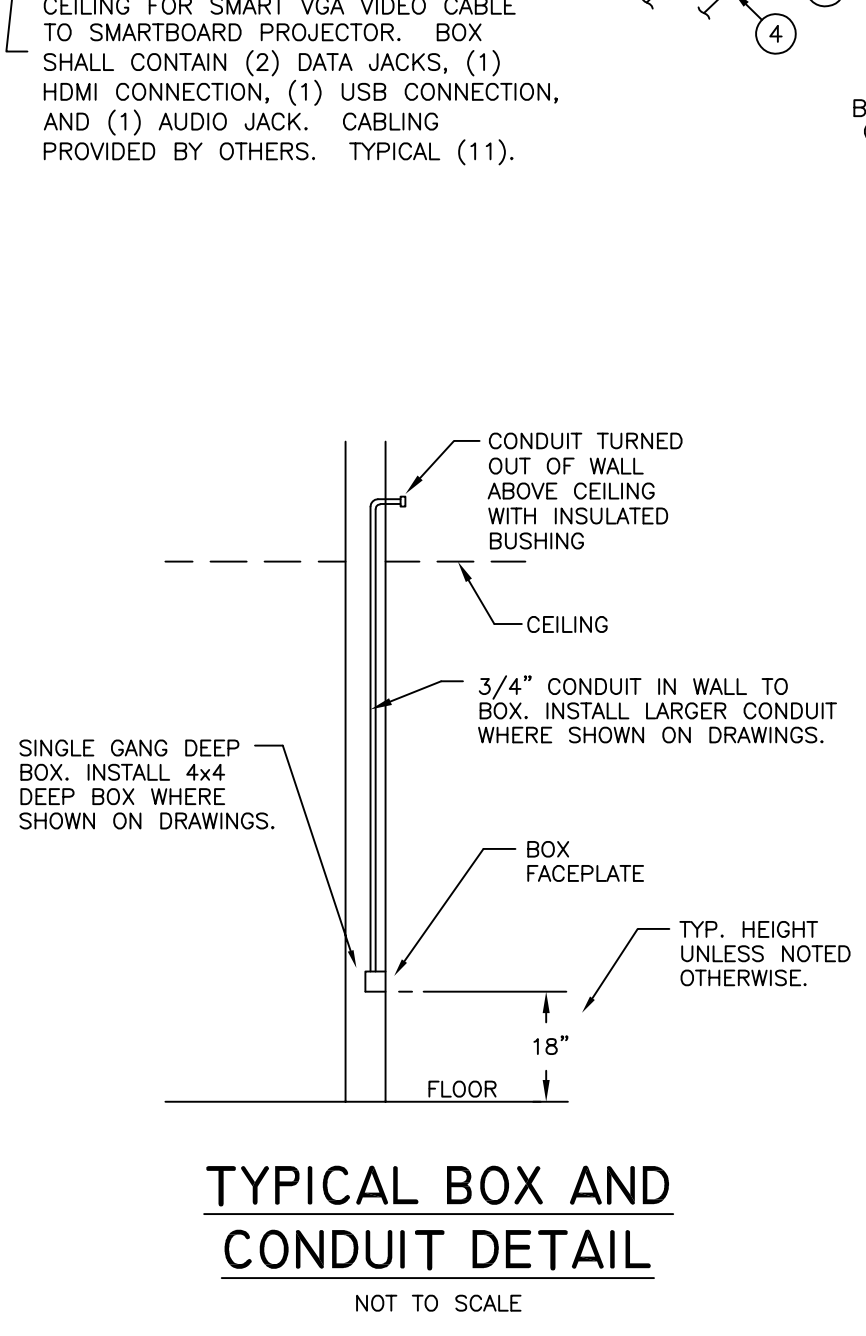 CEILING FOR SMART VGA VIDEO CABLE
TO SMARTBOARD PROJECTOR. BOX
SHALL CONTAIN (2) DATA JACKS, (1)
HDMI CONNECTION, (1) USB CONNECTION,
AND (1) AUDIO JACK. CABLING
PROVIDED BY OTHERS. TYPICAL (11).
4
B
CONDUIT TURNED
OUT OF WALL
ABOVE CEILING
WITH INSULATED
BUSHING
CEILING
3/4” CONDUIT IN WALL TO
BOX. INSTALL LARGER CONDUIT
WHERE SHOWN ON DRAWINGS.
SINGLE GANG DEEP
BOX. INSTALL 4x4
DEEP BOX WHERE
SHOWN ON DRAWINGS.
BOX
FACEPLATE
TYP. HEIGHT
UNLESS NOTED
OTHERWISE.
18”
FLOOR
TYPICAL BOX AND
CONDUIT DETAIL
NOT TO SCALE